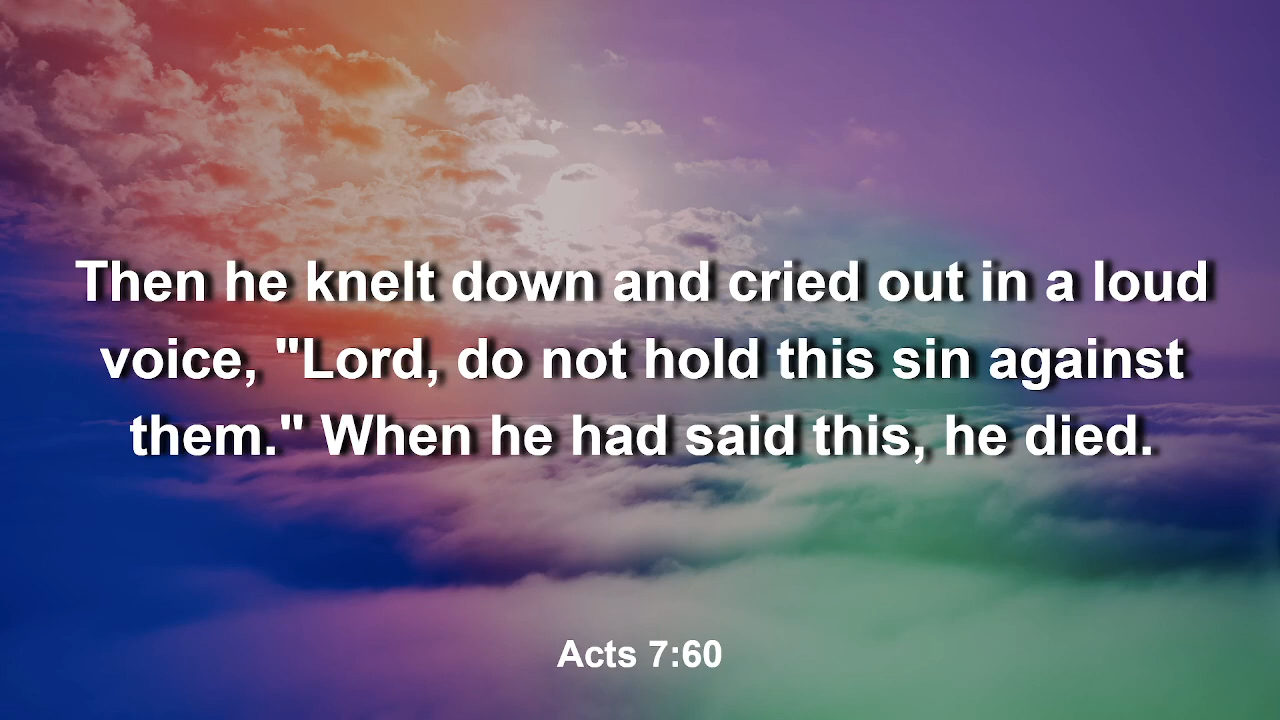 Then he knelt down and cried out in a loud
voice, "Lord, do not hold this sin against
them." When he had said this, he died.
Acts 7:60